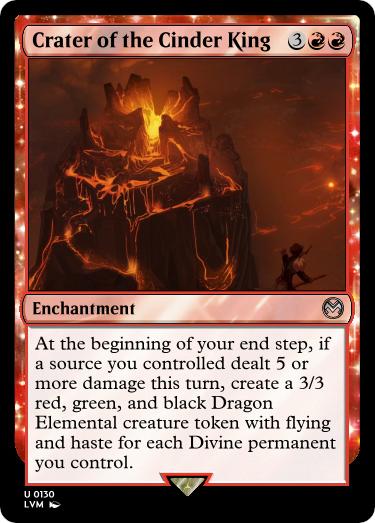 Crater of the Cinder King 3
Enchantment
At the beginning of your end step, if
a source you controlled dealt 5 or
more damage this turn, create a 3/3
red, green, and black Dragon
Elemental creature token with flying
and haste for each Divine permanent
you control.
U 0130
LVM